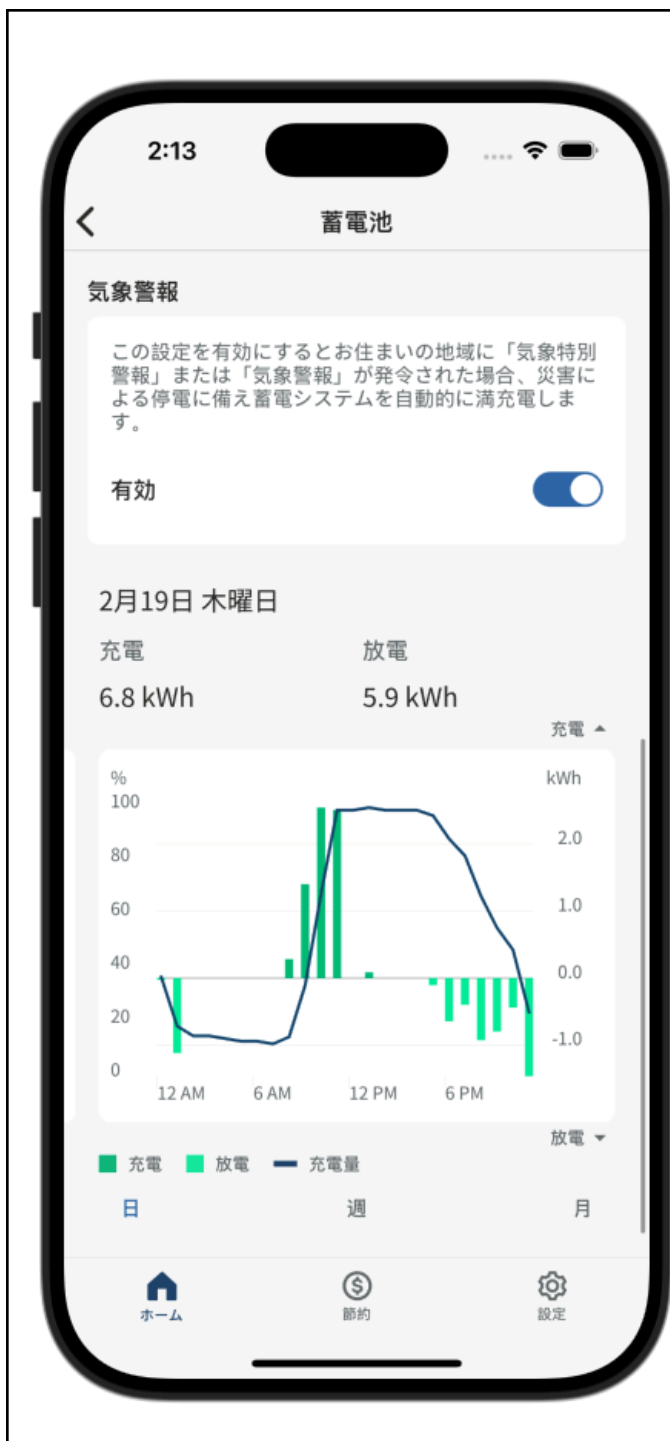 2:13
蓄電池
気象警報
この設定を有効にするとお住まいの地域に「気象特別
警報」または「気象警報」が発令された場合、災害に
よる停電に備え蓄電システムを自動的に満充電しま
す。
有効
2月19日 木曜日
充電 放電
6.8 kWh 5.9 kWh
充電
% kWh
100
2.0
80
60 1.0
40 0.0
20
-1.0
0
12 AM 6 AM 12 PM 6 PM
放電
充電 放電 充電量
日 週 月
ホーム 節約 設定